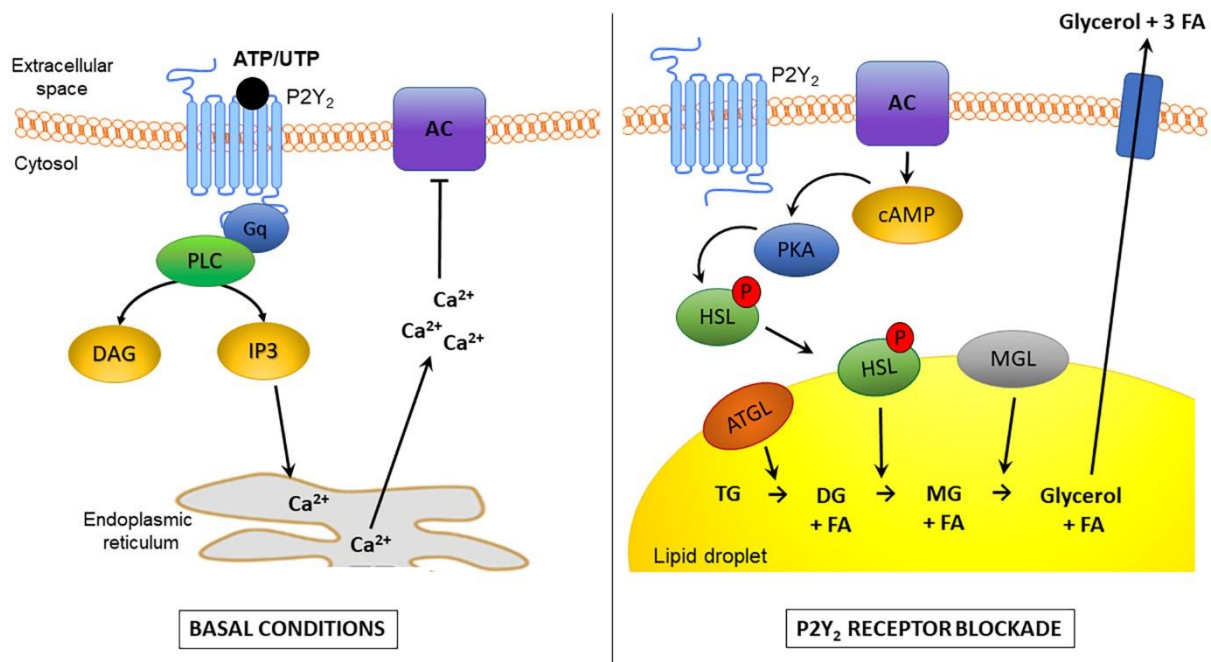 ATP/UTP
Extracellular
space
P2Y₂
AC
Cytosol
Gq
PLC
DAG
IP3
Ca²⁺
Ca²⁺
Ca²⁺
Ca²⁺
Endoplasmic
reticulum
Ca²⁺
BASAL CONDITIONS
Glycerol + 3 FA
P2Y₂
AC
cAMP
PKA
P
HSL
P
HSL
MGL
ATGL
TG → DG → MG → Glycerol
+ FA + FA + FA
Lipid droplet
P2Y₂ RECEPTOR BLOCKADE